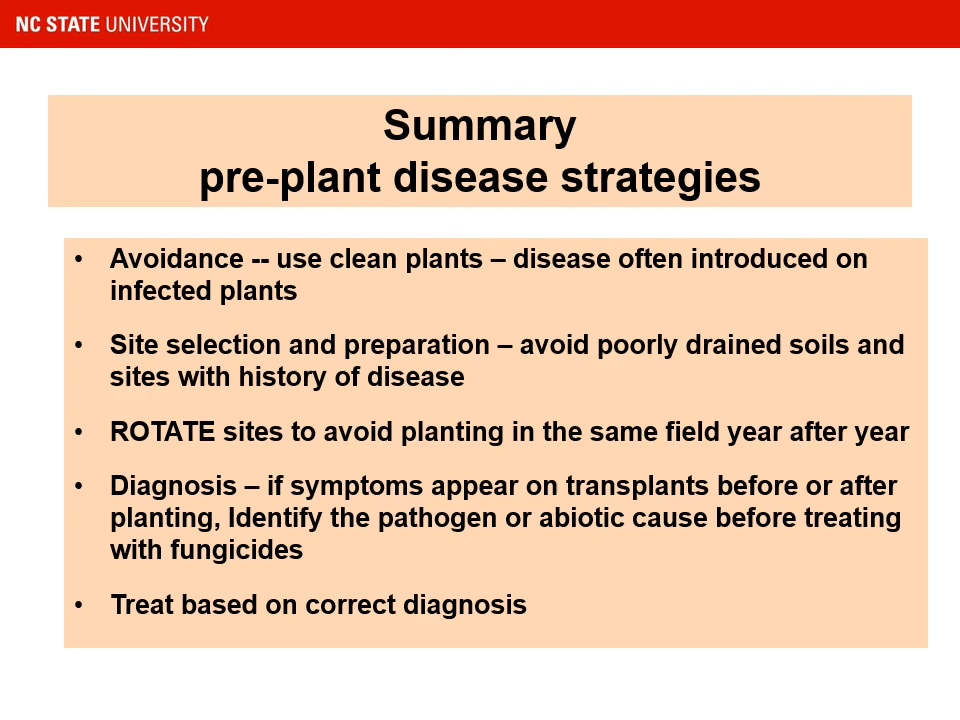 NC STATE UNIVERSITY
Summary
pre-plant disease strategies
• Avoidance -- use clean plants – disease often introduced on
infected plants
• Site selection and preparation – avoid poorly drained soils and
sites with history of disease
• ROTATE sites to avoid planting in the same field year after year
• Diagnosis – if symptoms appear on transplants before or after
planting, Identify the pathogen or abiotic cause before treating
with fungicides
• Treat based on correct diagnosis